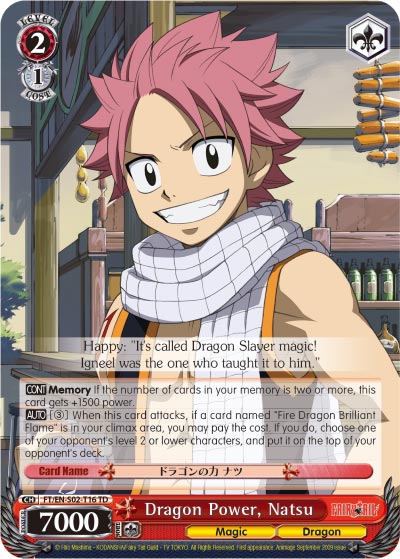 LEVEL
2
1
COST
Happy: "It's called Dragon Slayer magic!
Igneel was the one who taught it to him."
CONT Memory If the number of cards in your memory is two or more, this
card gets +1500 power.
AUTO [③] When this card attacks, if a card named "Fire Dragon Brilliant
Flame" is in your climax area, you may pay the cost. If you do, choose one
of your opponent's level 2 or lower characters, and put it on the top of your
opponent's deck.
Card Name ドラゴンの力 ナツ
CH FT/EN-S02-T16 TD
Dragon Power, Natsu
FAIRY TAIL
POWER 7000
Magic Dragon